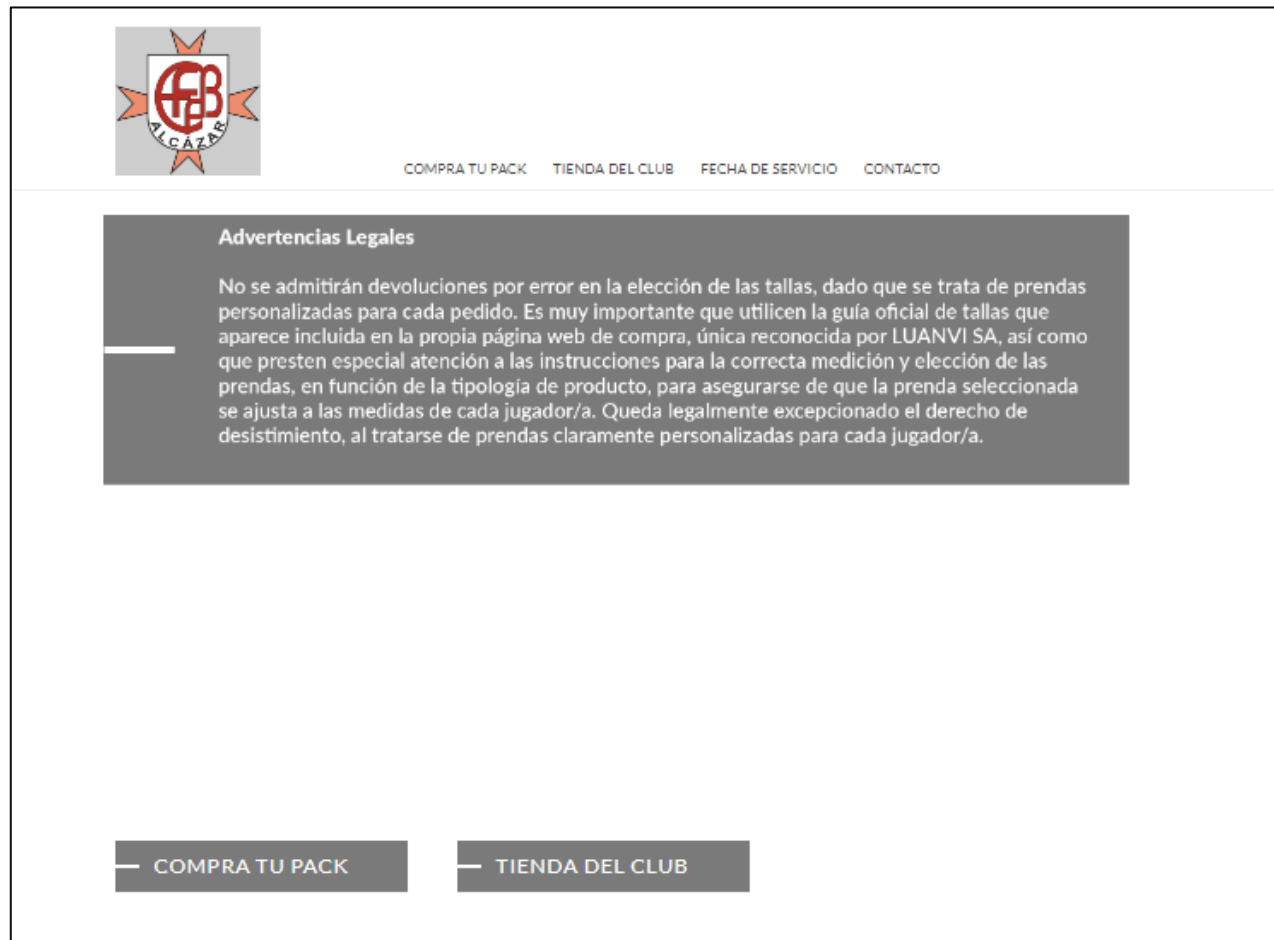 ALCÁZAR
COMPRA TU PACK TIENDA DEL CLUB FECHA DE SERVICIO CONTACTO
Advertencias Legales
No se admitirán devoluciones por error en la elección de las tallas, dado que se trata de prendas
personalizadas para cada pedido. Es muy importante que utilicen la guía oficial de tallas que
aparece incluida en la propia página web de compra, única reconocida por LUANVI SA, así como
que presten especial atención a las instrucciones para la correcta medición y elección de las
prendas, en función de la tipología de producto, para asegurarse de que la prenda seleccionada
se ajusta a las medidas de cada jugador/a. Queda legalmente excepcionado el derecho de
desistimiento, al tratarse de prendas claramente personalizadas para cada jugador/a.
COMPRA TU PACK TIENDA DEL CLUB